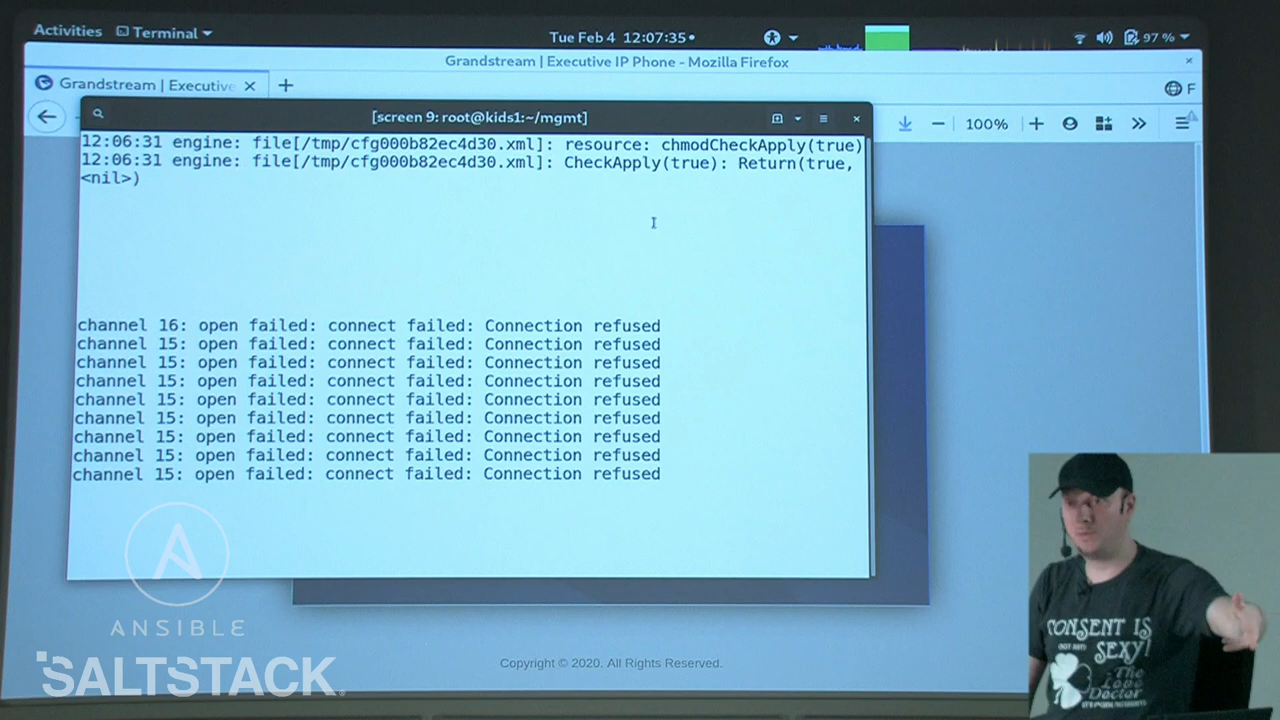 Activities Terminal Tue Feb 4 12:07:35 97 %
Grandstream | Executive IP Phone - Mozilla Firefox
Grandstream | Executive
F
[screen 9: root@kids1:~/mgmt]
100%
12:06:31 engine: file[/tmp/cfg000b82ec4d30.xml]: resource: chmodCheckApply(true)
12:06:31 engine: file[/tmp/cfg000b82ec4d30.xml]: CheckApply(true): Return(true,
<nil>)
channel 16: open failed: connect failed: Connection refused
channel 15: open failed: connect failed: Connection refused
channel 15: open failed: connect failed: Connection refused
channel 15: open failed: connect failed: Connection refused
channel 15: open failed: connect failed: Connection refused
channel 15: open failed: connect failed: Connection refused
channel 15: open failed: connect failed: Connection refused
channel 15: open failed: connect failed: Connection refused
channel 15: open failed: connect failed: Connection refused
ANSIBLE
SALTSTACK
Copyright © 2020. All Rights Reserved.
CONSENT IS
SEXY!
The
Love
Doctor